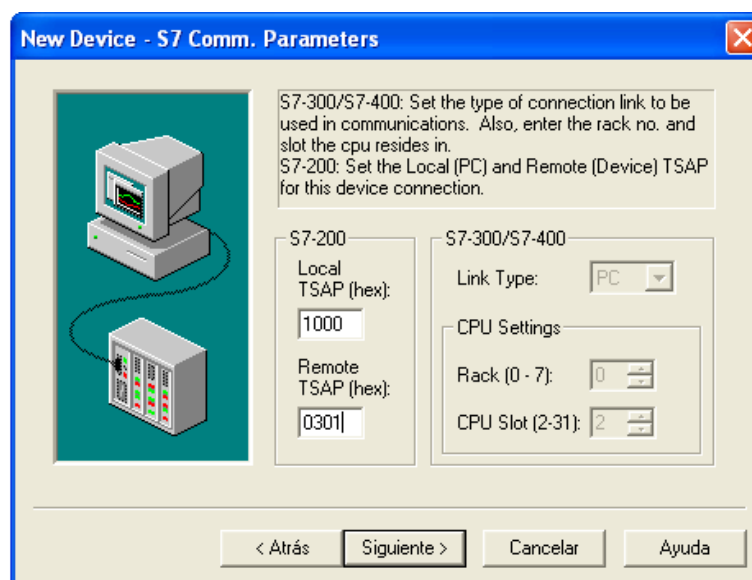 New Device - S7 Comm. Parameters
S7-300/S7-400: Set the type of connection link to be
used in communications. Also, enter the rack no. and
slot the cpu resides in.
S7-200: Set the Local (PC) and Remote (Device) TSAP
for this device connection.
S7-200
Local
TSAP (hex):
1000
Remote
TSAP (hex):
0301
S7-300/S7-400
Link Type: PC
CPU Settings
Rack (0 - 7): 0
CPU Slot (2-31): 2
< Atrás Siguiente > Cancelar Ayuda